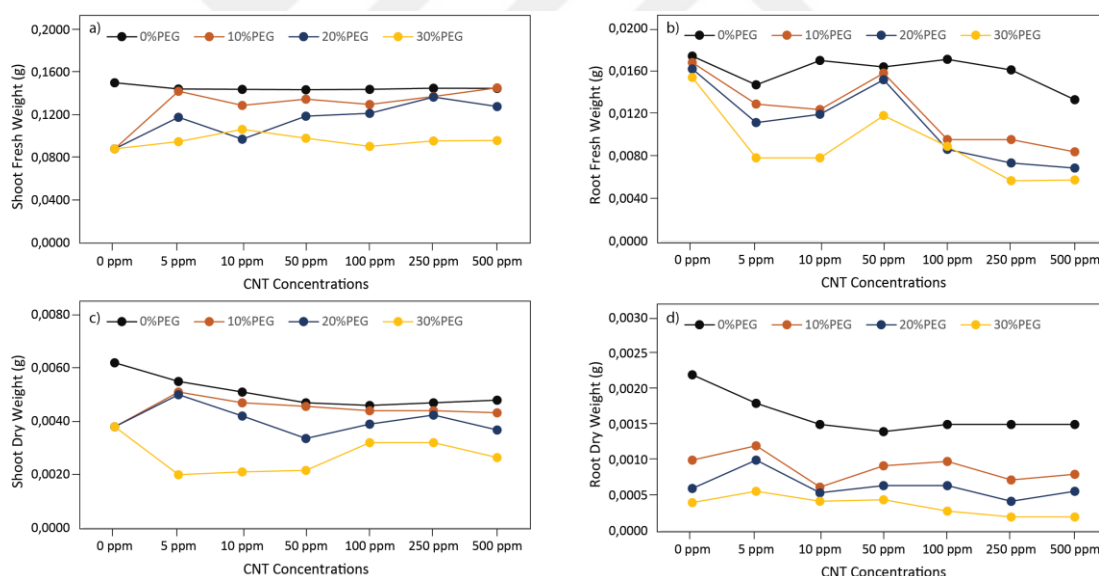 a)
0%PEG 10%PEG 20%PEG 30%PEG
Shoot Fresh Weight (g)
0,2000
0,1600
0,1200
0,0800
0,0400
0,0000
0 ppm 5 ppm 10 ppm 50 ppm 100 ppm 250 ppm 500 ppm
CNT Concentrations
b)
0%PEG 10%PEG 20%PEG 30%PEG
Root Fresh Weight (g)
0,0200
0,0160
0,0120
0,0080
0,0040
0,0000
0 ppm 5 ppm 10 ppm 50 ppm 100 ppm 250 ppm 500 ppm
CNT Concentrations
c)
0%PEG 10%PEG 20%PEG 30%PEG
Shoot Dry Weight (g)
0,0080
0,0060
0,0040
0,0020
0,0000
0 ppm 5 ppm 10 ppm 50 ppm 100 ppm 250 ppm 500 ppm
CNT Concentrations
d)
0%PEG 10%PEG 20%PEG 30%PEG
Root Dry Weight (g)
0,0030
0,0025
0,0020
0,0015
0,0010
0,0005
0,0000
0 ppm 5 ppm 10 ppm 50 ppm 100 ppm 250 ppm 500 ppm
CNT Concentrations